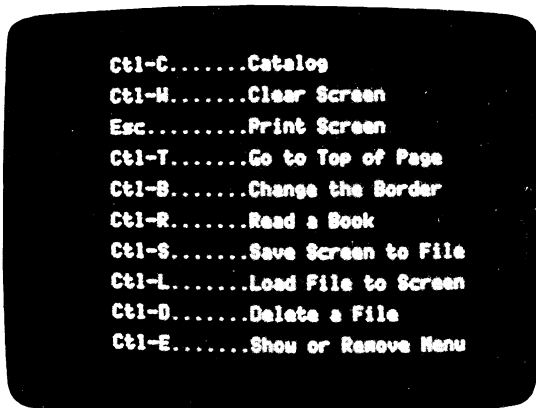 Ctl-C.......Catalog
Ctl-W.......Clear Screen
Esc.........Print Screen
Ctl-T.......Go to Top of Page
Ctl-B.......Change the Border
Ctl-R.......Read a Book
Ctl-S.......Save Screen to File
Ctl-L.......Load File to Screen
Ctl-D.......Delete a File
Ctl-E.......Show or Remove Menu